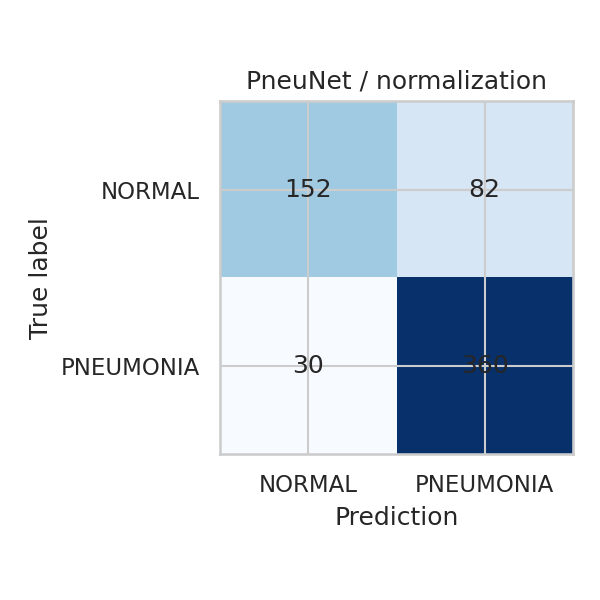 PneuNet / normalization
True label
NORMAL
152
82
PNEUMONIA
30
360
NORMAL
PNEUMONIA
Prediction